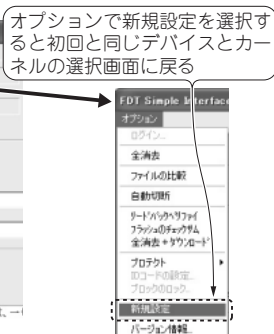 オプションで新規設定を選択す
ると初回と同じデバイスとカー
ネルの選択画面に戻る
FDT Simple Interface
オプション
ログイン...
全消去
ファイルの比較
自動切断
リードバックベリファイ
フラッシュのチェックサム
全消去+ダウンロード
プロテクト
IDコードの設定...
ブロックのロック...
新規設定
バージョン情報...